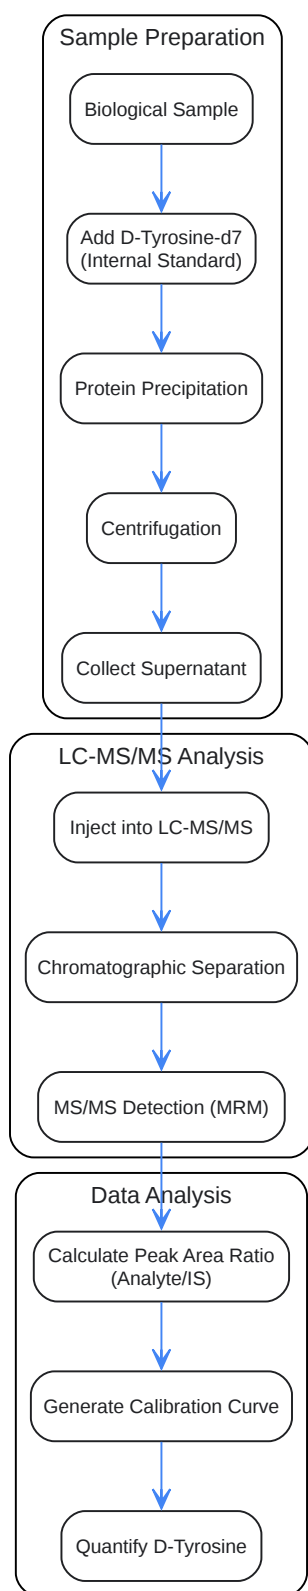 Sample Preparation
Biological Sample
Add D-Tyrosine-d7
(Internal Standard)
Protein Precipitation
Centrifugation
Collect Supernatant
LC-MS/MS Analysis
Inject into LC-MS/MS
Chromatographic Separation
MS/MS Detection (MRM)
Data Analysis
Calculate Peak Area Ratio
(Analyte/IS)
Generate Calibration Curve
Quantify D-Tyrosine